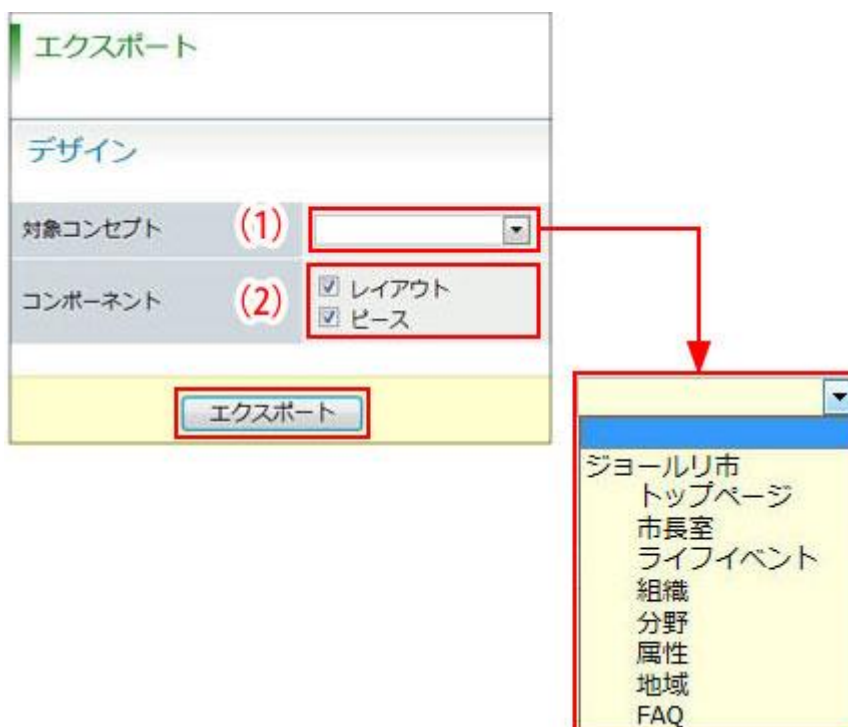 エクスポート
デザイン
対象コンセプト (1)
コンポーネント (2)
レイアウト
ピース
エクスポート
ジョールリ市
トップページ
市長室
ライフイベント
組織
分野
属性
地域
FAQ